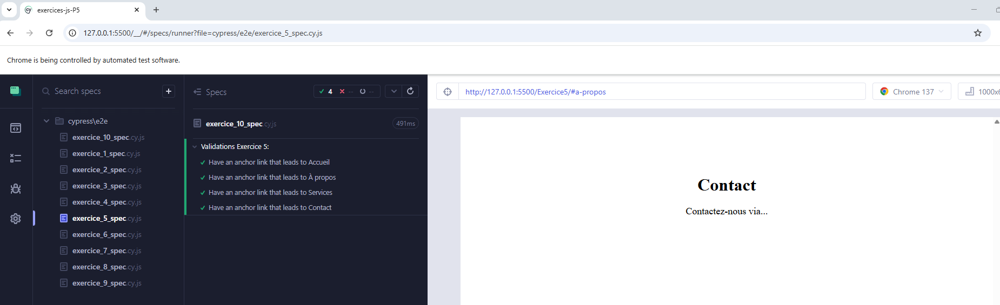 exercices-js-P5
127.0.0.1:5500/__/#/specs/runner?file=cypress/e2e/exercice_5_spec.cy.js
Chrome is being controlled by automated test software.
Search specs
cypress\e2e
exercice_10_spec.cy.js
exercice_1_spec.cy.js
exercice_2_spec.cy.js
exercice_3_spec.cy.js
exercice_4_spec.cy.js
exercice_5_spec.cy.js
exercice_6_spec.cy.js
exercice_7_spec.cy.js
exercice_8_spec.cy.js
exercice_9_spec.cy.js
Specs
4 -- --
exercice_10_spec.cy.js 491ms
Validations Exercice 5:
Have an anchor link that leads to Accueil
Have an anchor link that leads to À propos
Have an anchor link that leads to Services
Have an anchor link that leads to Contact
http://127.0.0.1:5500/Exercice5/#a-propos
Chrome 137
1000x6
Contact
Contactez-nous via...